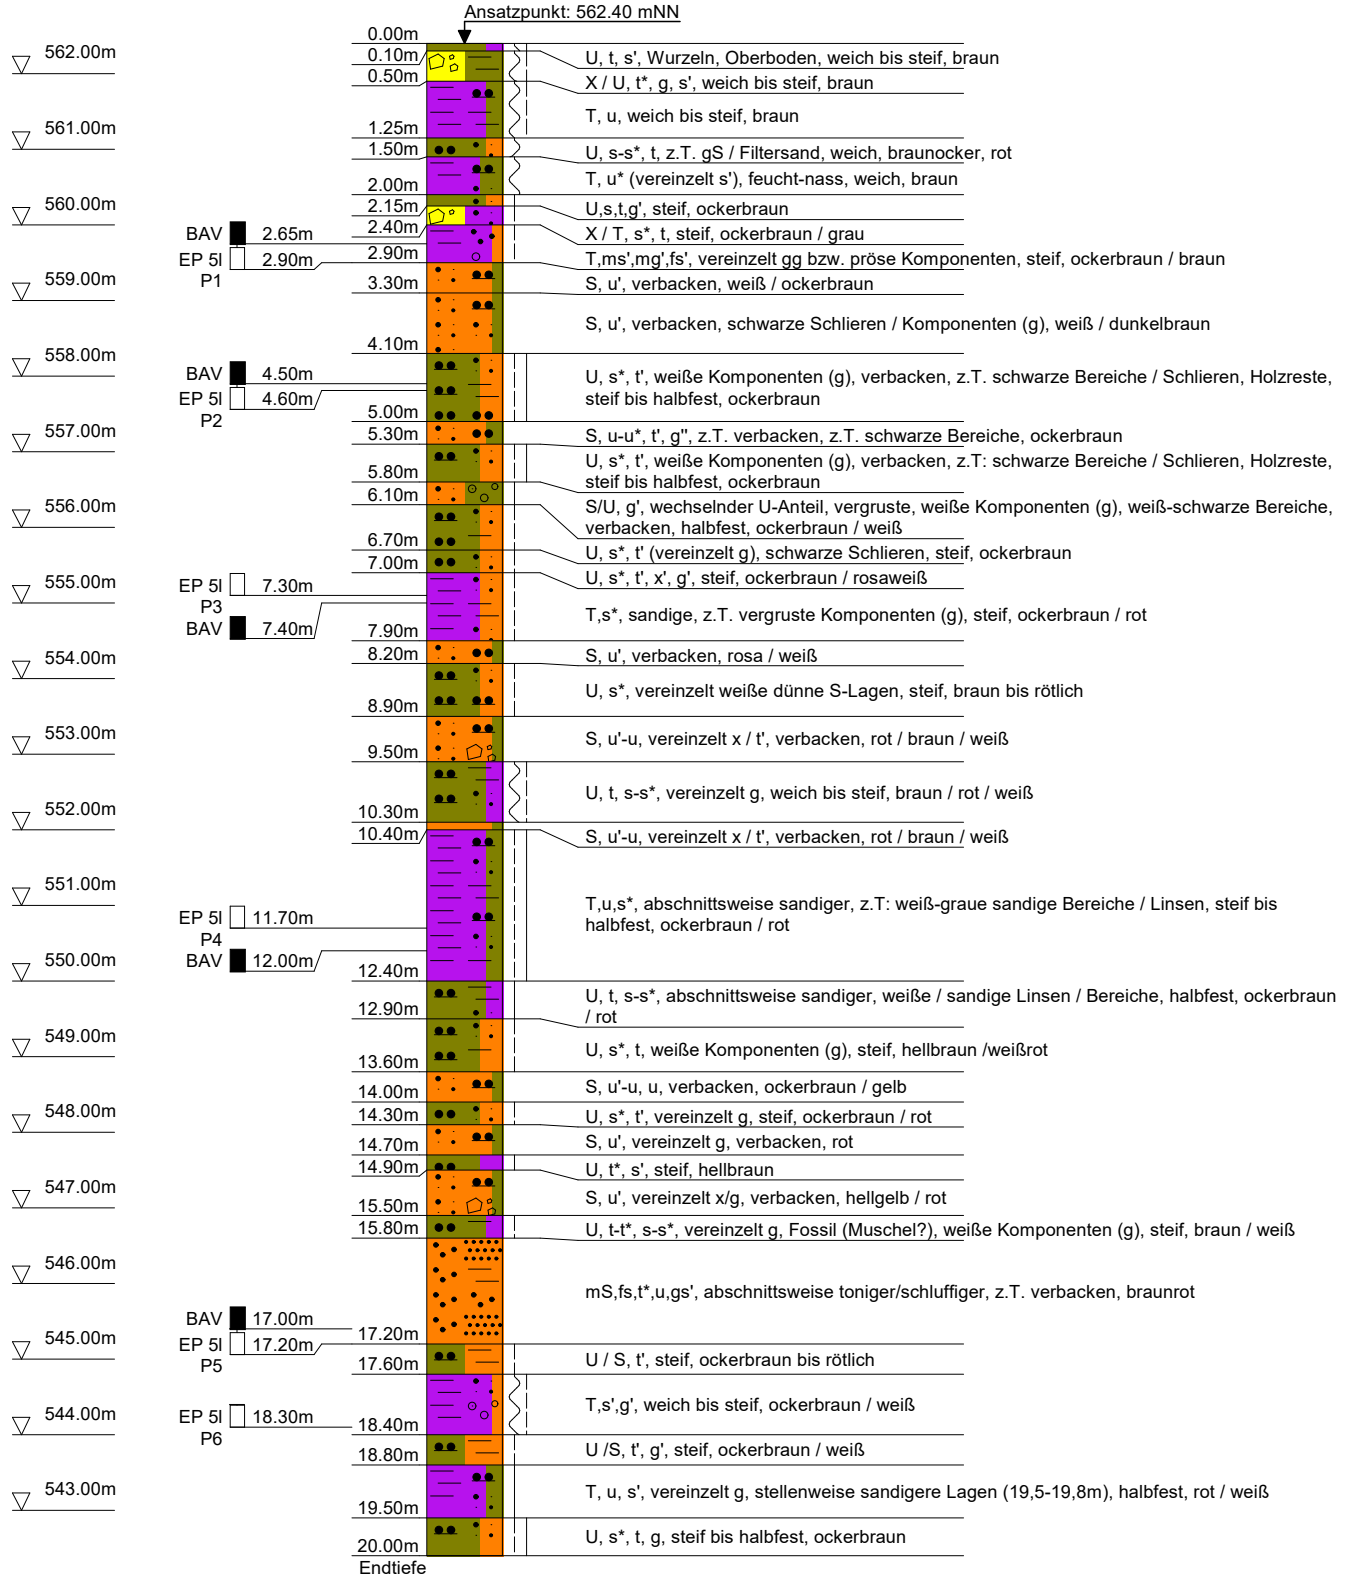 Ansatzpunkt: 562.40 mNN
562.00m
561.00m
560.00m
559.00m
558.00m
557.00m
556.00m
555.00m
554.00m
553.00m
552.00m
551.00m
550.00m
549.00m
548.00m
547.00m
546.00m
545.00m
544.00m
543.00m
BAV 2.65m
EP 5l 2.90m
P1
BAV 4.50m
EP 5l 4.60m
P2
EP 5l 7.30m
P3
BAV 7.40m
EP 5l 11.70m
P4
BAV 12.00m
BAV 17.00m
EP 5l 17.20m
P5
EP 5l 18.30m
P6
0.00m
0.10m
0.50m
1.25m
1.50m
2.00m
2.15m
2.40m
2.90m
3.30m
4.10m
5.00m
5.30m
5.80m
6.10m
6.70m
7.00m
7.90m
8.20m
8.90m
9.50m
10.30m
10.40m
12.40m
12.90m
13.60m
14.00m
14.30m
14.70m
14.90m
15.50m
15.80m
17.20m
17.60m
18.40m
18.80m
19.50m
20.00m
Endtiefe
U, t, s', Wurzeln, Oberboden, weich bis steif, braun
X / U, t*, g, s', weich bis steif, braun
T, u, weich bis steif, braun
U, s-s*, t, z.T. gS / Filtersand, weich, braunocker, rot
T, u* (vereinzelt s'), feucht-nass, weich, braun
U,s,t,g', steif, ockerbraun
X / T, s*, t, steif, ockerbraun / grau
T,ms',mg',fs', vereinzelt gg bzw. pröse Komponenten, steif, ockerbraun / braun
S, u', verbacken, weiß / ockerbraun
S, u', verbacken, schwarze Schlieren / Komponenten (g), weiß / dunkelbraun
U, s*, t', weiße Komponenten (g), verbacken, z.T. schwarze Bereiche / Schlieren, Holzreste,
steif bis halbfest, ockerbraun
S, u-u*, t', g'', z.T. verbacken, z.T. schwarze Bereiche, ockerbraun
U, s*, t', weiße Komponenten (g), verbacken, z.T: schwarze Bereiche / Schlieren, Holzreste,
steif bis halbfest, ockerbraun
S/U, g', wechselnder U-Anteil, vergruste, weiße Komponenten (g), weiß-schwarze Bereiche,
verbacken, halbfest, ockerbraun / weiß
U, s*, t' (vereinzelt g), schwarze Schlieren, steif, ockerbraun
U, s*, t', x', g', steif, ockerbraun / rosaweiß
T,s*, sandige, z.T. vergruste Komponenten (g), steif, ockerbraun / rot
S, u', verbacken, rosa / weiß
U, s*, vereinzelt weiße dünne S-Lagen, steif, braun bis rötlich
S, u'-u, vereinzelt x / t', verbacken, rot / braun / weiß
U, t, s-s*, vereinzelt g, weich bis steif, braun / rot / weiß
S, u'-u, vereinzelt x / t', verbacken, rot / braun / weiß
T,u,s*, abschnittsweise sandiger, z.T: weiß-graue sandige Bereiche / Linsen, steif bis
halbfest, ockerbraun / rot
U, t, s-s*, abschnittsweise sandiger, weiße / sandige Linsen / Bereiche, halbfest, ockerbraun
/ rot
U, s*, t, weiße Komponenten (g), steif, hellbraun /weißrot
S, u'-u, u, verbacken, ockerbraun / gelb
U, s*, t', vereinzelt g, steif, ockerbraun / rot
S, u', vereinzelt g, verbacken, rot
U, t*, s', steif, hellbraun
S, u', vereinzelt x/g, verbacken, hellgelb / rot
U, t-t*, s-s*, vereinzelt g, Fossil (Muschel?), weiße Komponenten (g), steif, braun / weiß
mS,fs,t*,u,gs', abschnittsweise toniger/schluffiger, z.T. verbacken, braunrot
U / S, t', steif, ockerbraun bis rötlich
T,s',g', weich bis steif, ockerbraun / weiß
U /S, t', g', steif, ockerbraun / weiß
T, u, s', vereinzelt g, stellenweise sandigere Lagen (19,5-19,8m), halbfest, rot / weiß
U, s*, t, g, steif bis halbfest, ockerbraun